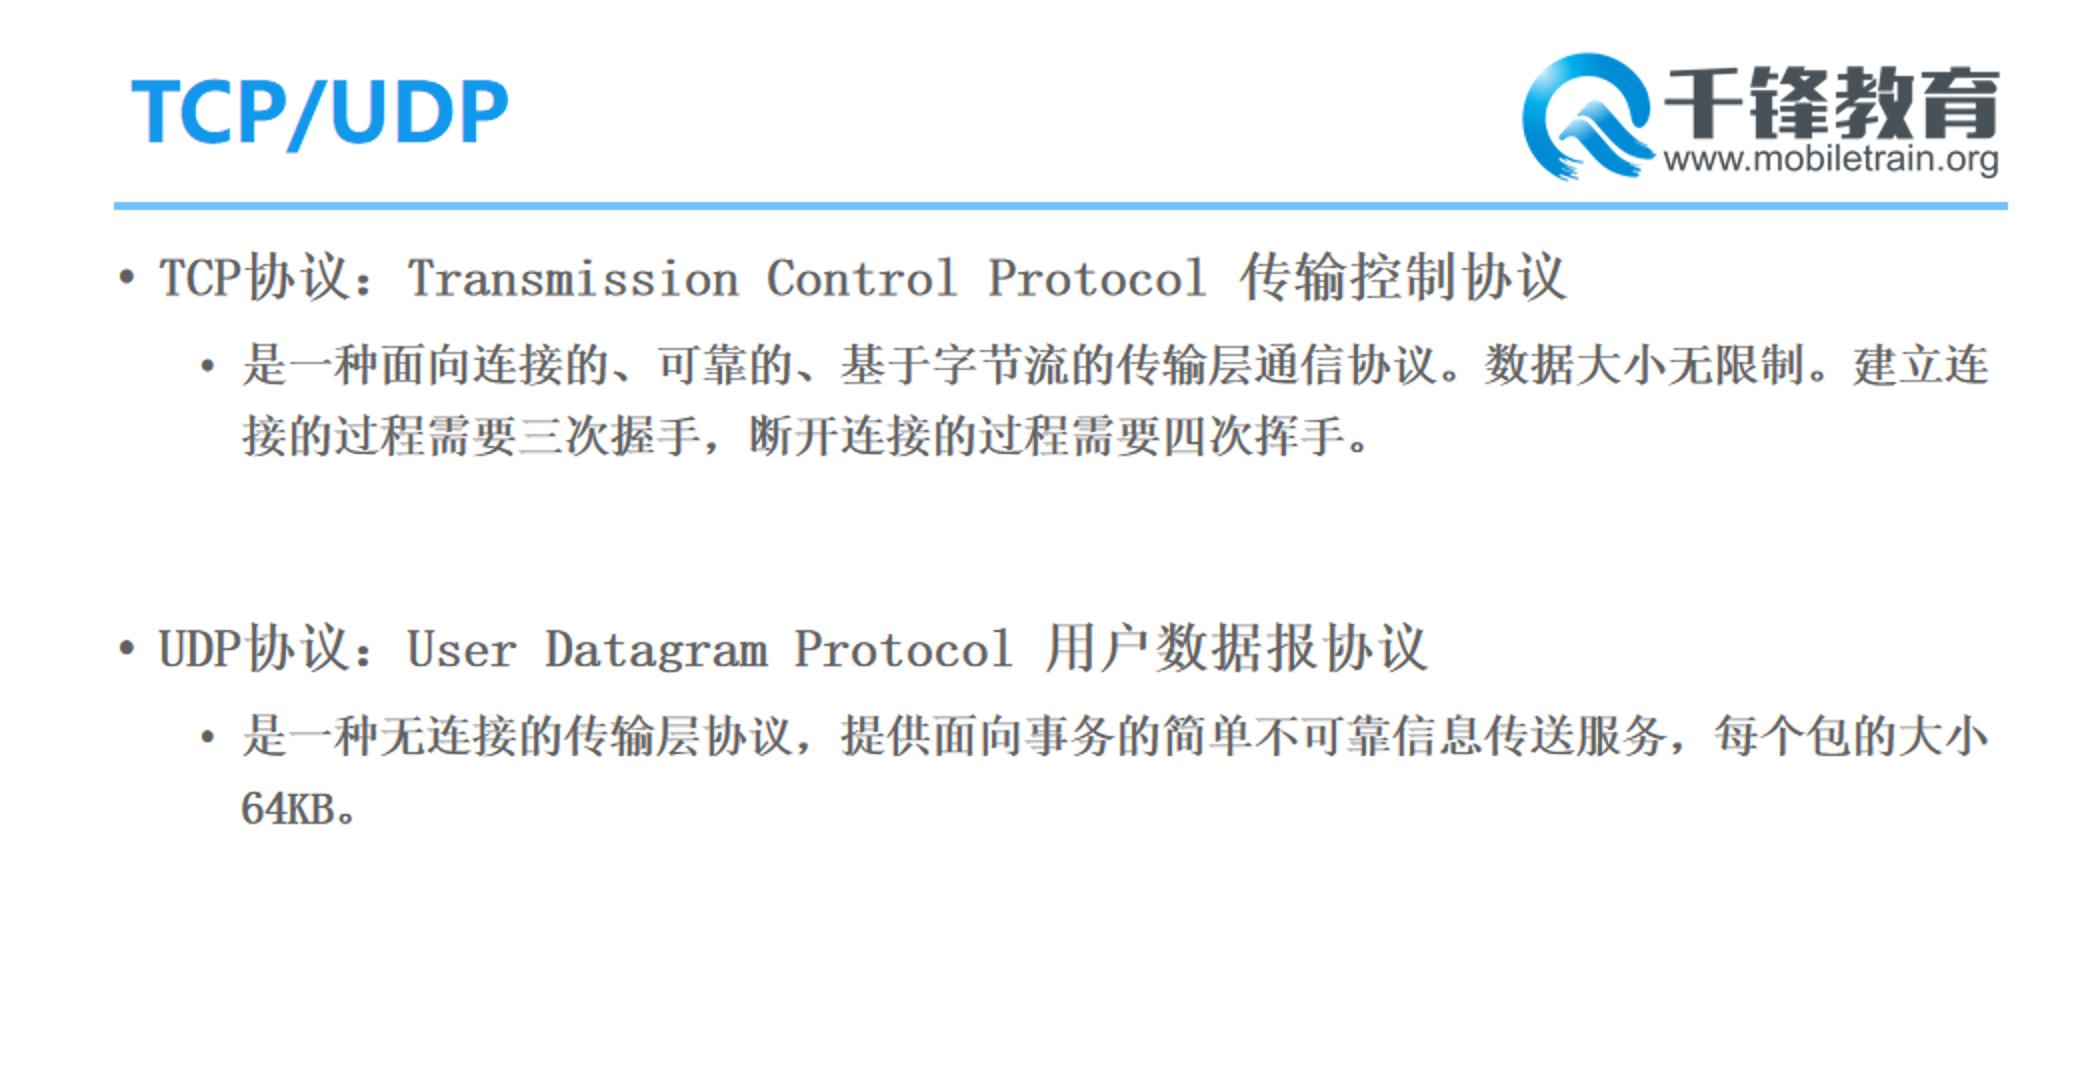 TCP/UDP
千锋教育
www.mobiletrain.org
• TCP协议：Transmission Control Protocol 传输控制协议
• 是一种面向连接的、可靠的、基于字节流的传输层通信协议。数据大小无限制。建立连
接的过程需要三次握手，断开连接的过程需要四次挥手。
• UDP协议：User Datagram Protocol 用户数据报协议
• 是一种无连接的传输层协议，提供面向事务的简单不可靠信息传送服务，每个包的大小
64KB。